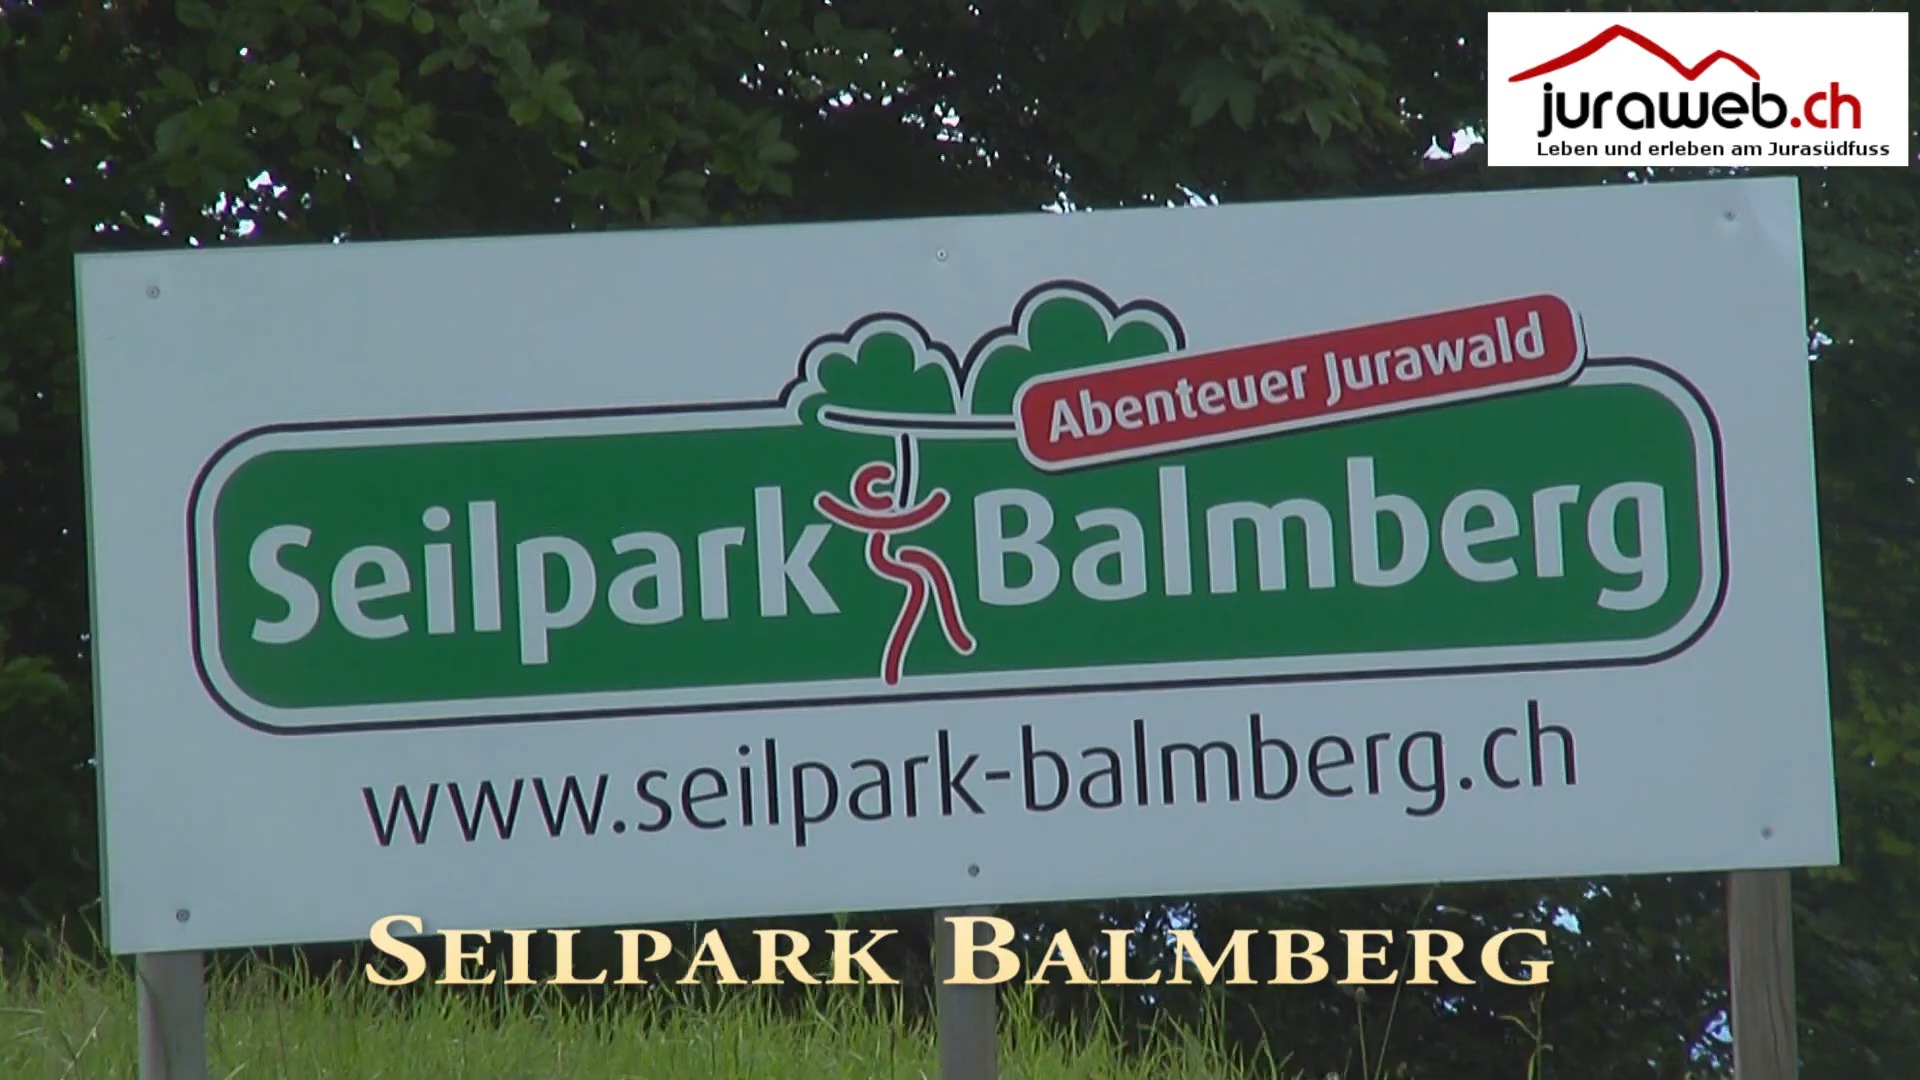 juraweb.ch
Leben und erleben am Jurasüdfuss
Abenteuer Jurawald
Seilpark Balmberg
www.seilpark-balmberg.ch
SEILPARK BALMBERG